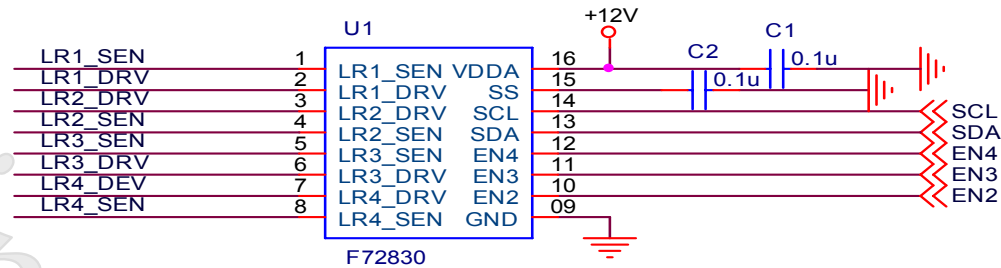 +12V
U1
C1
C2
0.1u
0.1u
LR1_SEN 1 LR1_SEN VDDA 16
LR1_DRV 2 LR1_DRV SS 15
LR2_DRV 3 LR2_DRV SCL 14 SCL
LR2_SEN 4 LR2_SEN SDA 13 SDA
LR3_SEN 5 LR3_SEN EN4 12 EN4
LR3_DRV 6 LR3_DRV EN3 11 EN3
LR4_DEV 7 LR4_DRV EN2 10 EN2
LR4_SEN 8 LR4_SEN GND 09
F72830